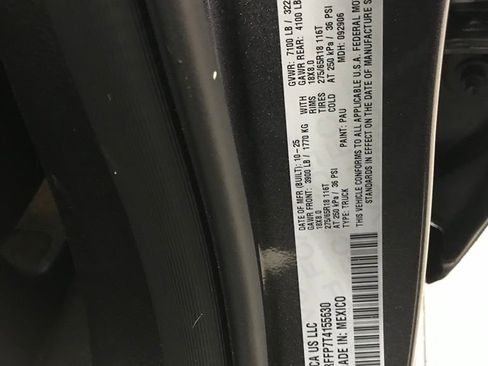 CA US LLC
DATE OF MFR (BUILT): 10-25 GVWR: 7100 LB / 322
GAWR FRONT: 3900 LB / 1770 KG WITH GAWR REAR: 4100 LB
18X8.0 RIMS 18X8.0
275/65R18 116T TIRES 275/65R18 116T
AT 250 kPa / 36 PSI COLD AT 250 kPa / 36 PSI
TYPE: TRUCK PAINT: PAU MDH: 092906
THIS VEHICLE CONFORMS TO ALL APPLICABLE U.S.A. FEDERAL MO
STANDARDS IN EFFECT ON THE DATE OF MANUFACTURE S
RFFP7T4155630
MADE IN: MEXICO